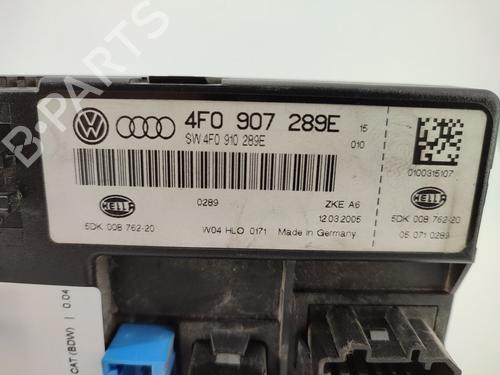 4F0 907 289E 15
SW 4F0 910 289E 010
0100315107
HELLA
0289
ZKE A6
HELLA
5DK 008 762-20
12.03.2005
5DK 008 762-20
W04 HLO 0171
Made in Germany
05 071 0289
CAT (BDW) | 0.04
B-PARTS